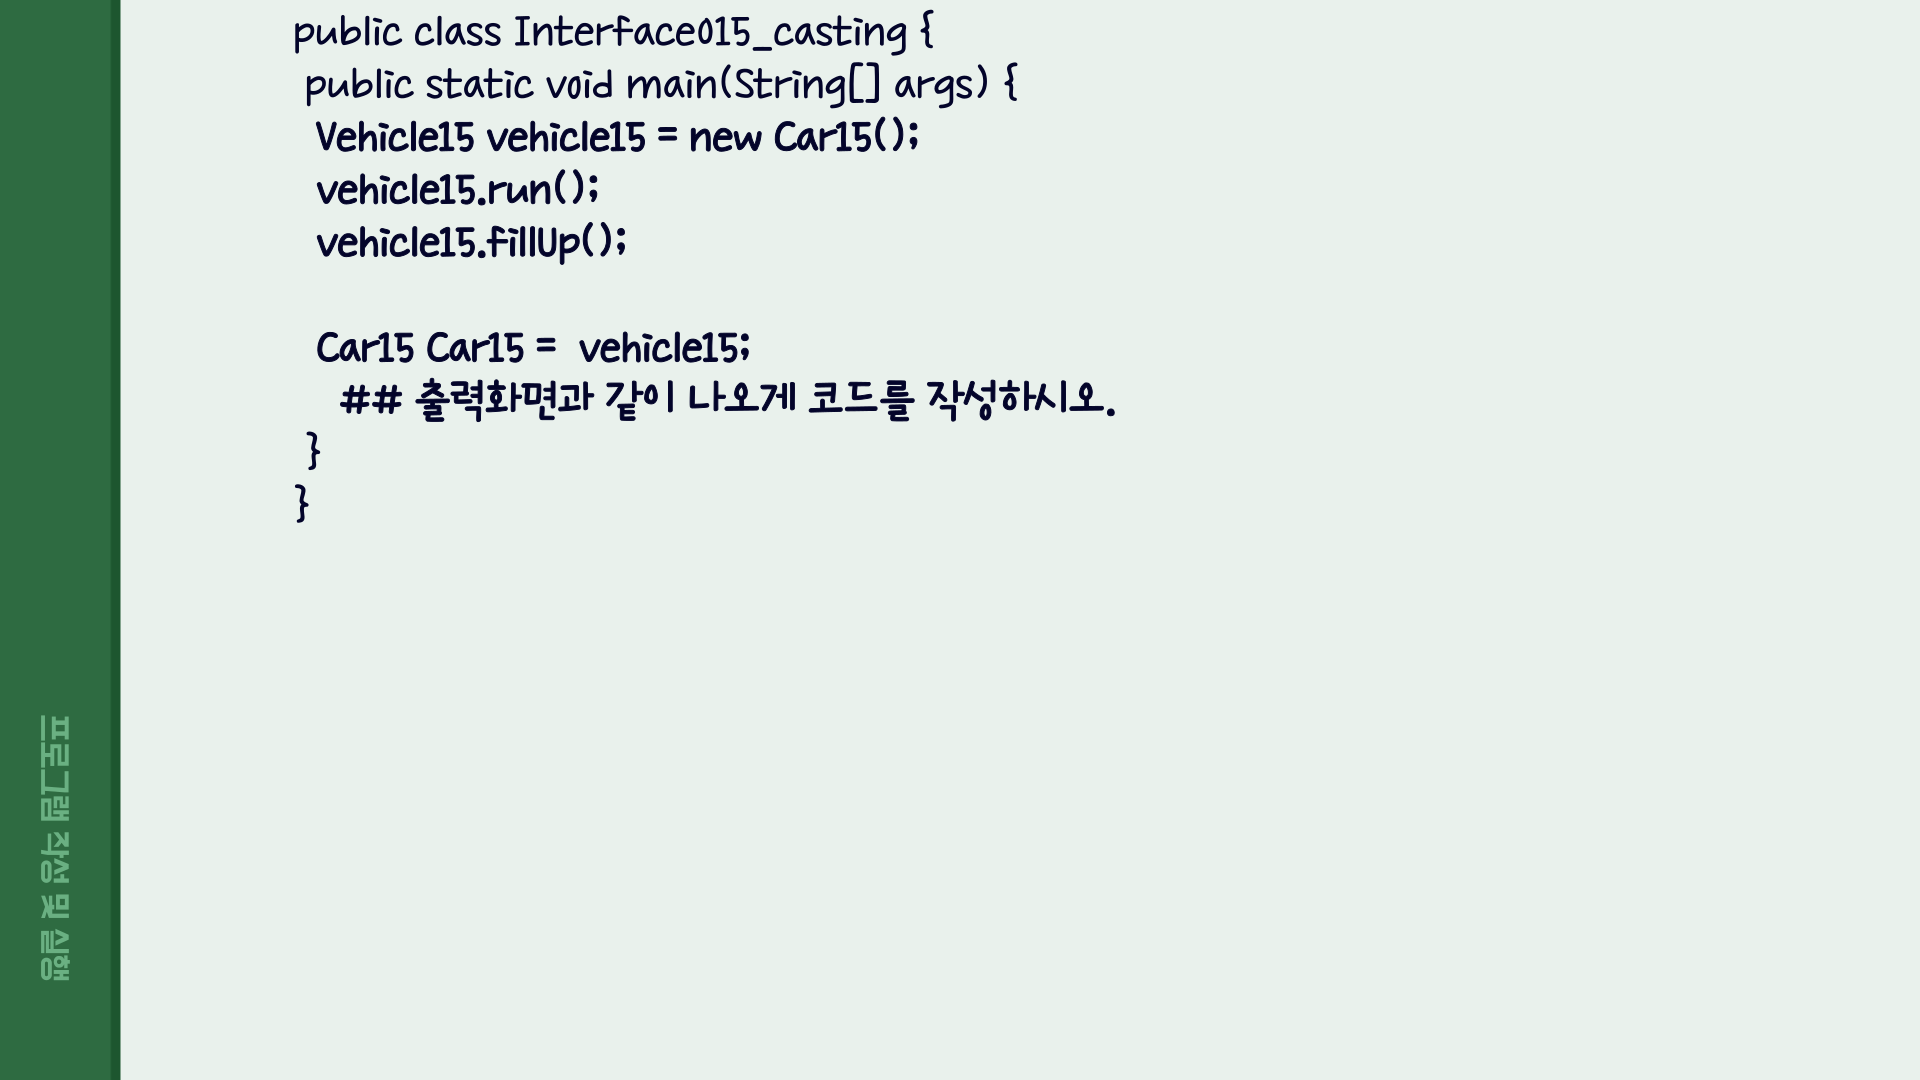 public class Interface015_casting {
public static void main(String[] args) {
Vehicle15 vehicle15 = new Car15();
vehicle15.run();
vehicle15.fillUp();
Car15 Car15 =  vehicle15;
## 출력화면과 같이 나오게 코드를 작성하시오.
}
}
프로그램 작성 및 실행